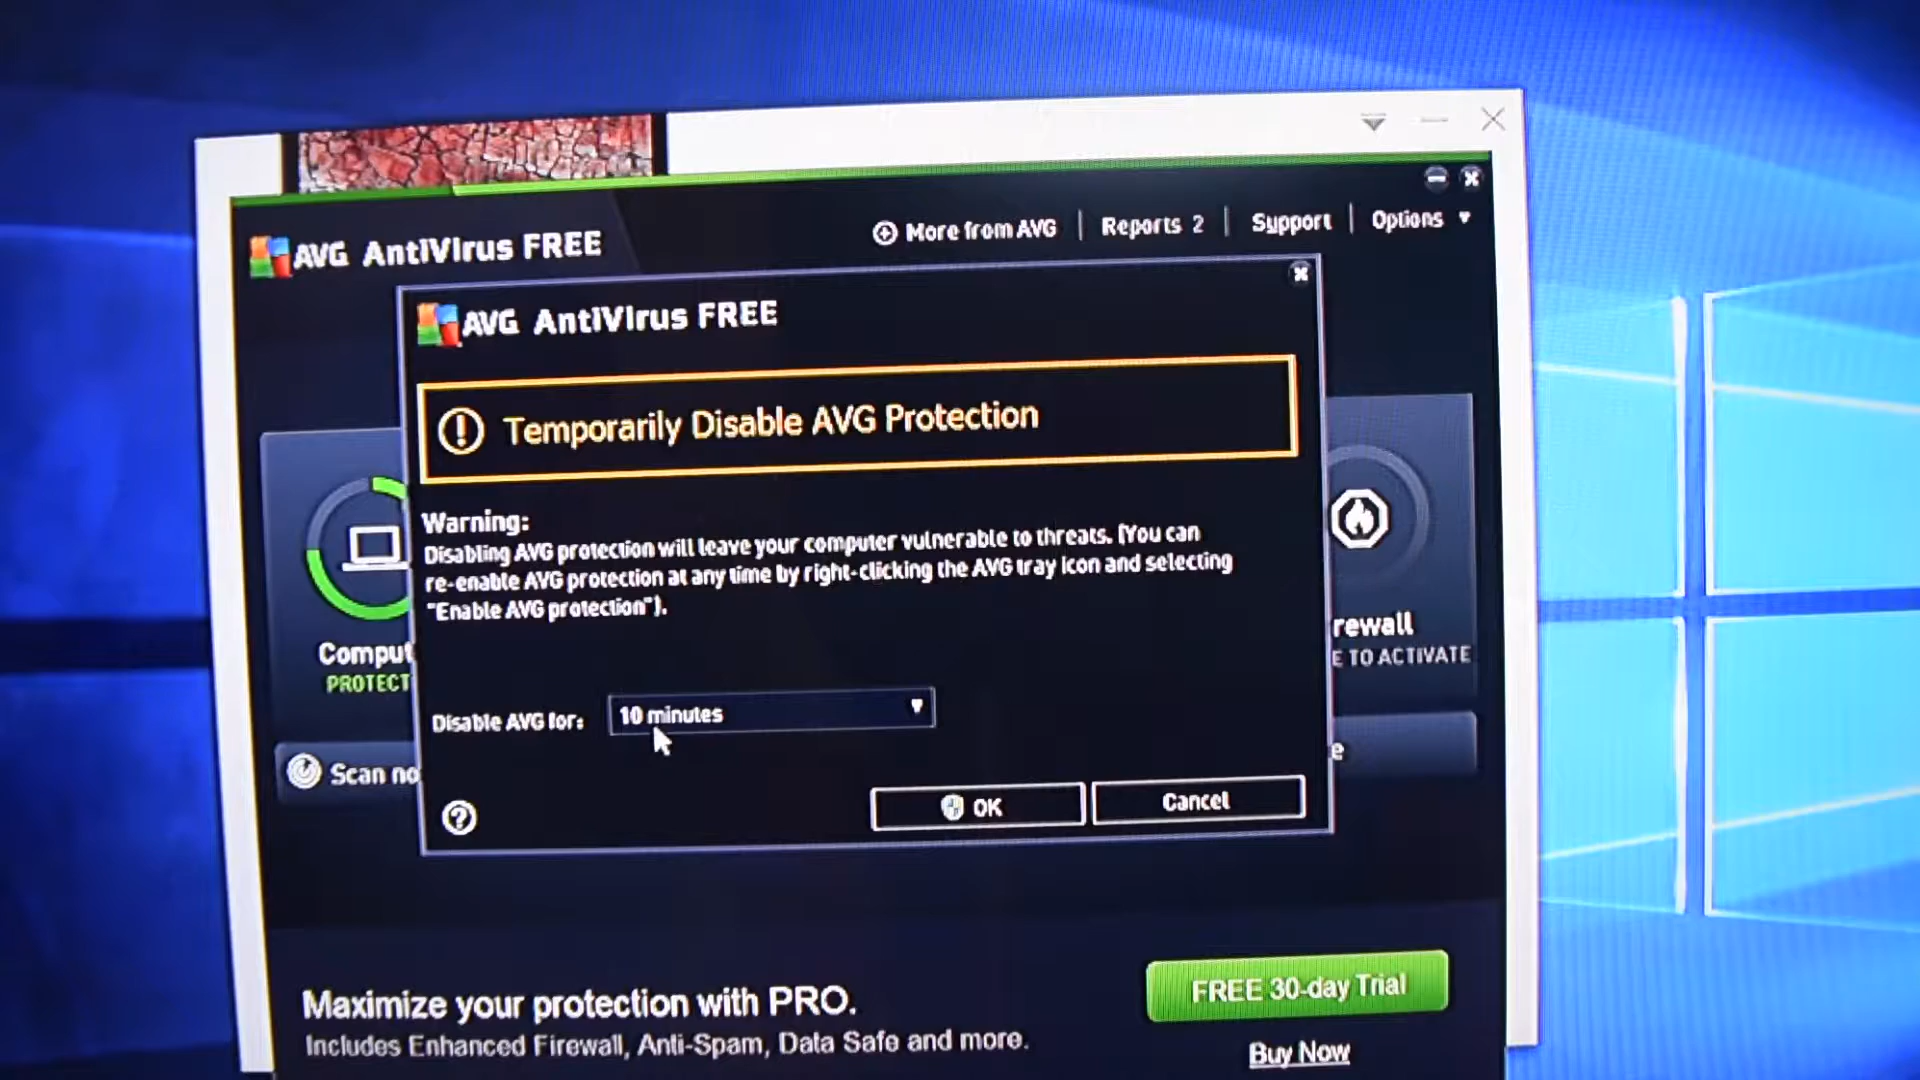 AVG AntiVirus FREE
More from AVG | Reports 2 | Support | Options
AVG AntiVirus FREE
Temporarily Disable AVG Protection
Warning:
Disabling AVG protection will leave your computer vulnerable to threats. (You can
re-enable AVG protection at any time by right-clicking the AVG tray icon and selecting
"Enable AVG protection").
Comput
PROTECT
rewall
E TO ACTIVATE
Disable AVG for: 10 minutes
Scan no
e
OK
Cancel
Maximize your protection with PRO.
Includes Enhanced Firewall, Anti-Spam, Data Safe and more.
FREE 30-day Trial
Buy Now